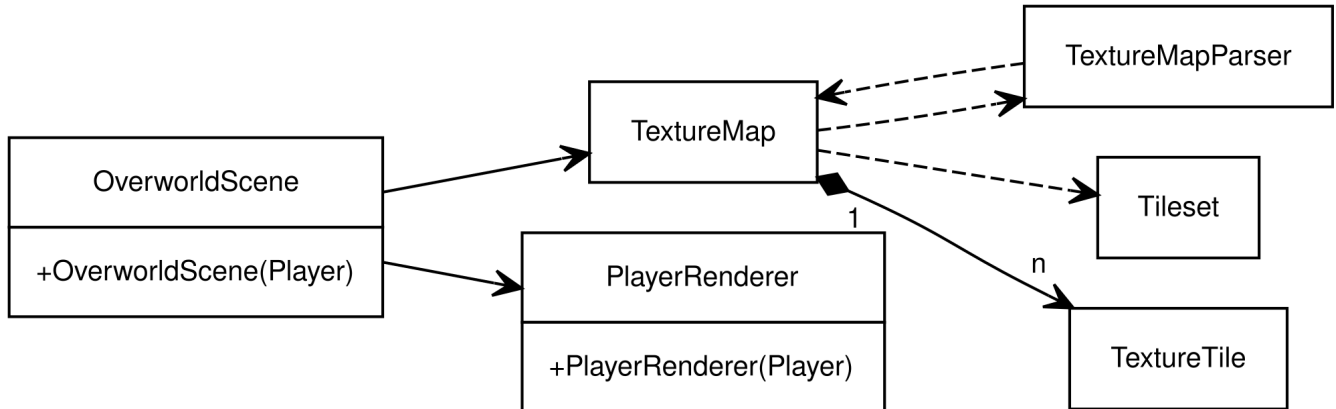 TextureMapParser
TextureMap
OverworldScene
+OverworldScene(Player)
Tileset
1
PlayerRenderer
+PlayerRenderer(Player)
n
TextureTile